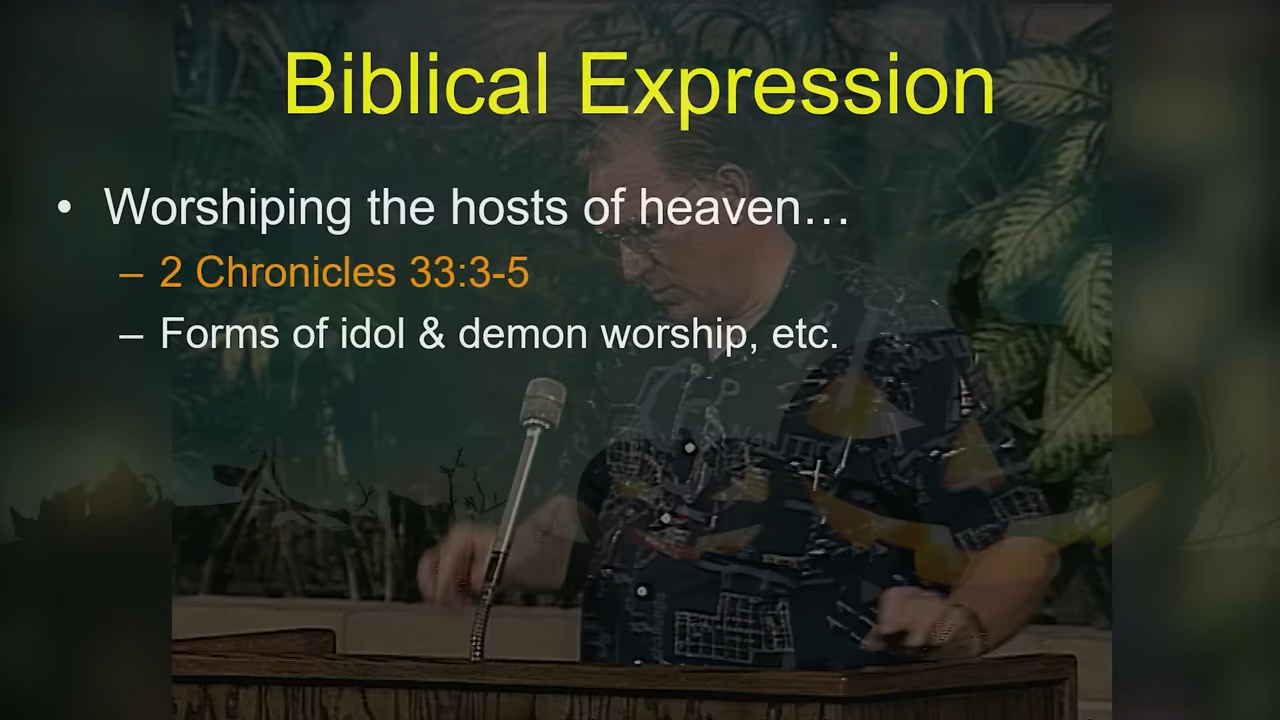 Biblical Expression
• Worshiping the hosts of heaven…
– 2 Chronicles 33:3-5
– Forms of idol & demon worship, etc.